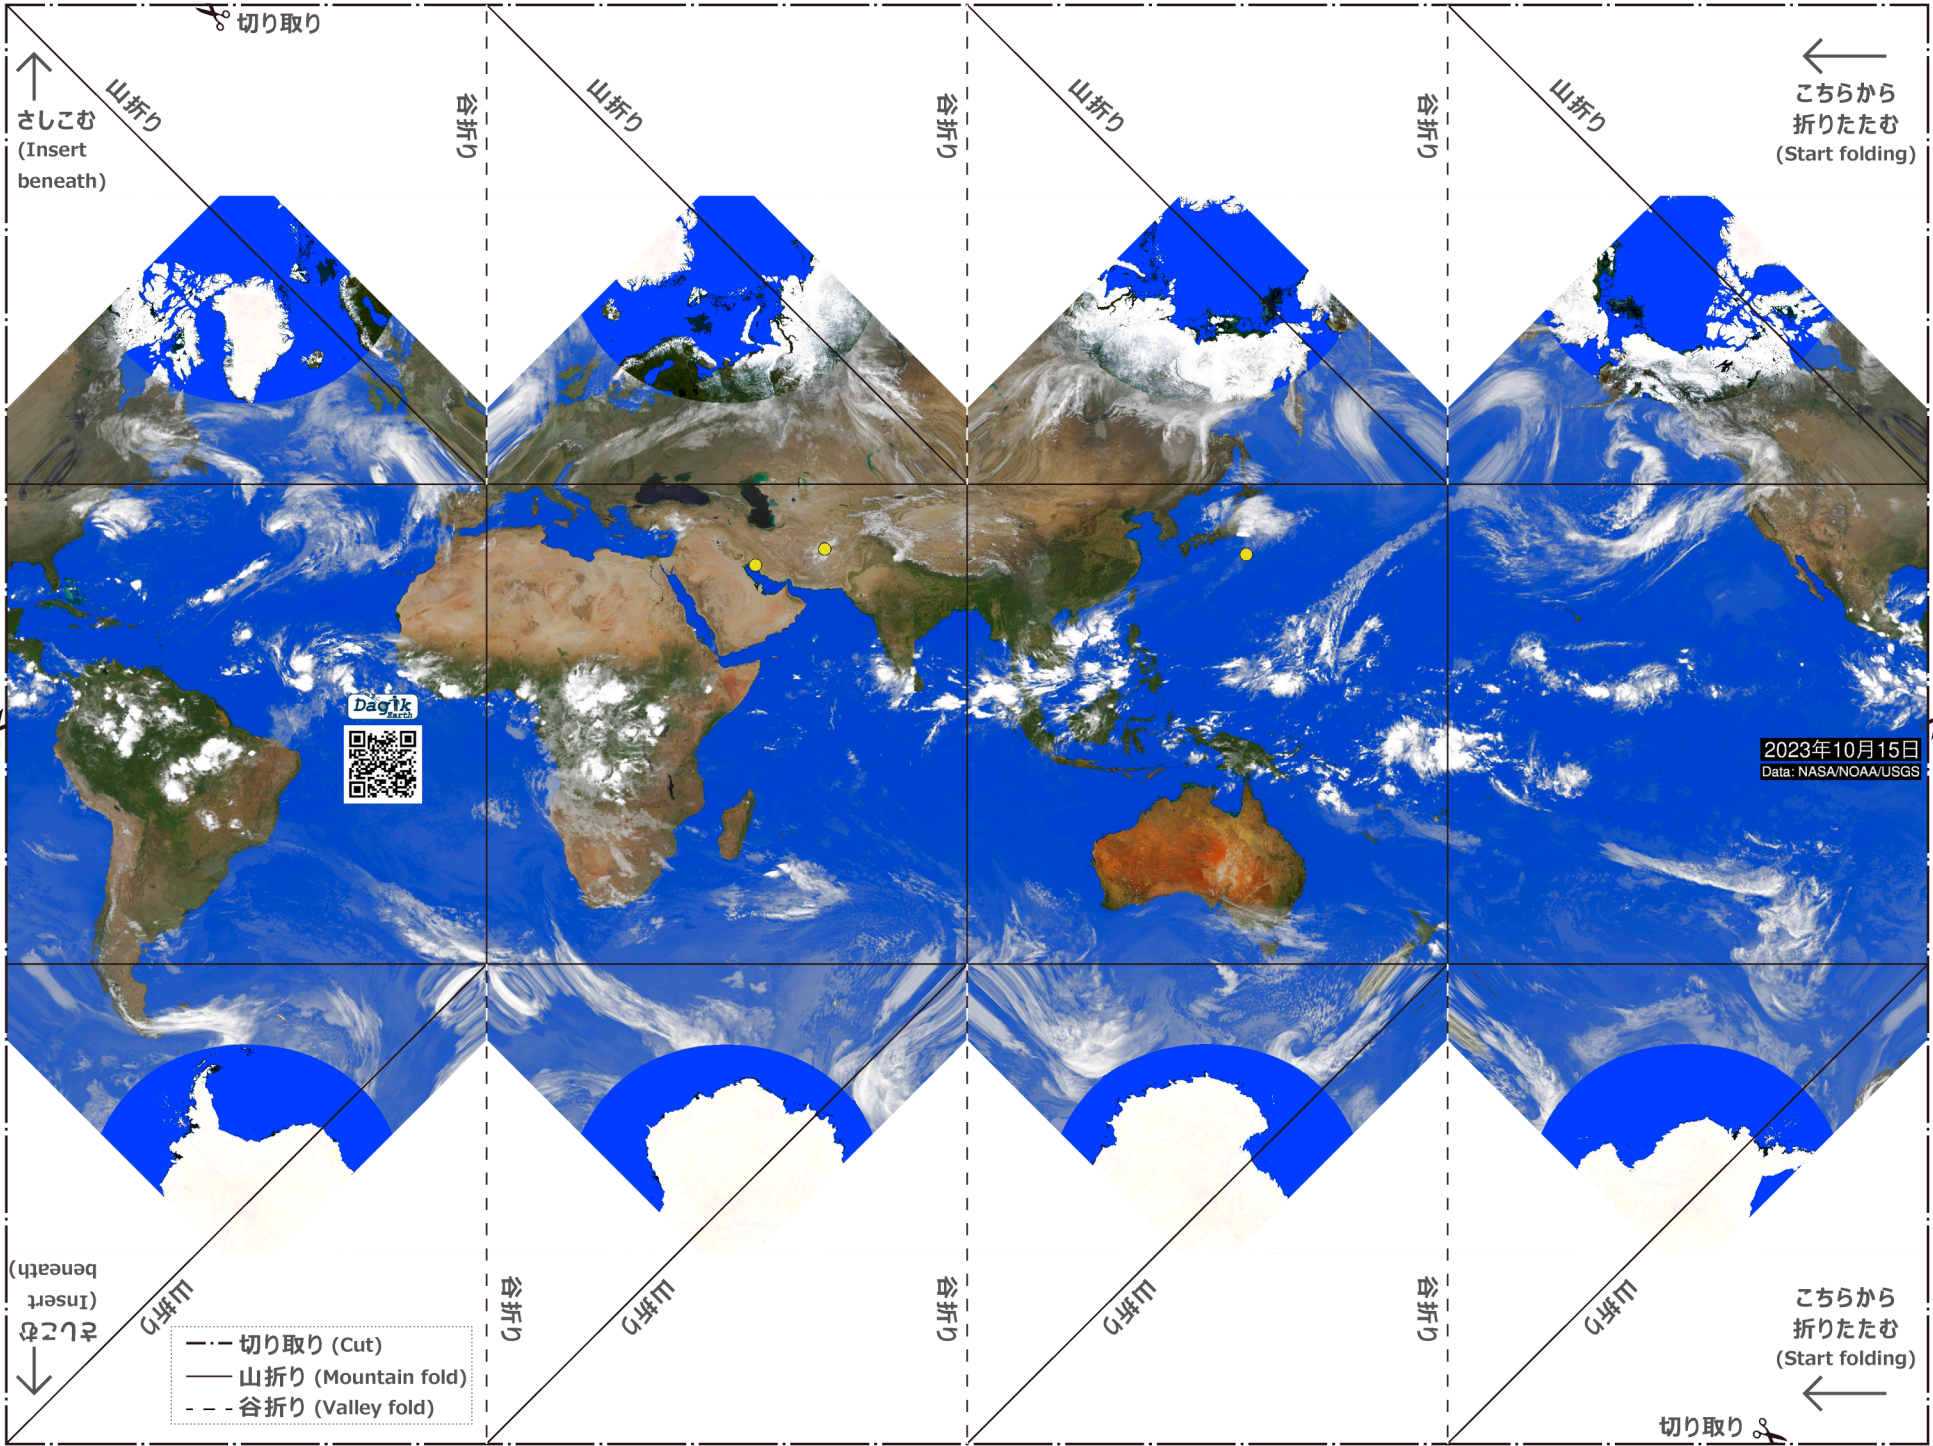 切り取り
山折り
谷折り
山折り
谷折り
山折り
谷折り
山折り
さしこむ
(Insert
beneath)
こちらから
折りたたむ
(Start folding)
Dagik
Earth
2023年10月15日
Data: NASA/NOAA/USGS
さしこむ
(Insert
beneath)
山折り
谷折り
山折り
谷折り
山折り
谷折り
山折り
こちらから
折りたたむ
(Start folding)
切り取り (Cut)
山折り (Mountain fold)
谷折り (Valley fold)
切り取り